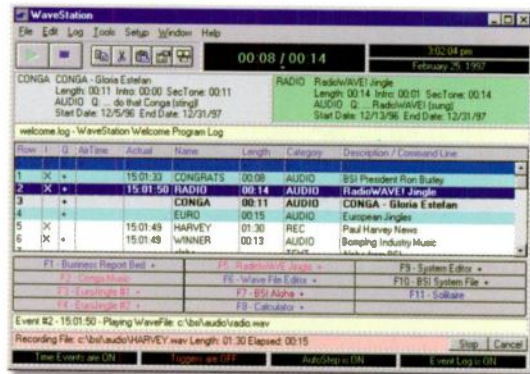 WaveStation
File Edit Log Tools Setup Window Help
00:08 / 00:14
3:02:04 pm
February 25, 1997
CONGA CONGA - Gloria Estefan
Length: 00:11 Intro: 00:00 SecTone: 00:11
AUDIO Q: ... do that Conga (sting)!
Start Date: 12/5/96 End Date: 12/31/97
RADIO RadioWAVE! Jingle
Length: 00:14 Intro: 00:01 SecTone: 00:14
AUDIO Q: ... RadioWAVE! (sung)
Start Date: 12/13/96 End Date: 12/31/97
welcome.log - WaveStation Welcome Program Log
Row I Q AirTime Actual Name Length Category Description / Command Line
1 X + 15:01:33 CONGRATS 00:08 AUDIO BSI President Ron Burley
2 X + 15:01:50 RADIO 00:14 AUDIO RadioWAVE! Jingle
3 + CONGA 00:11 AUDIO CONGA - Gloria Estefan
4 + EURO 00:15 AUDIO European Jingles
5 X 15:01:49 HARVEY 01:30 REC Paul Harvey News
6 X + 15:01:49 WINNER 00:13 AUDIO Bomping Industry Music
F1 - Business Report Bed +
F5 - RadioWAVE Jingle +
F9 - System Editor +
F2 - Conga Music
F6 - Wave File Editor +
F10 - BSI System File +
F3 - EuroJingle #1 +
F7 - BSI Aloha +
F11 - Solitaire
F4 - EuroJingle #2 +
F8 - Calculator +
Event #2 - 15:01:50 - Playing WaveFile: c:\bsi\audio\radio.wav
Recording File: c:\bsi\audio\HARVEY.wav Length: 01:30 Elapsed: 00:15
Stop Cancel
Time Events are ON Triggers are OFF AutoStep is ON Event Log is ON